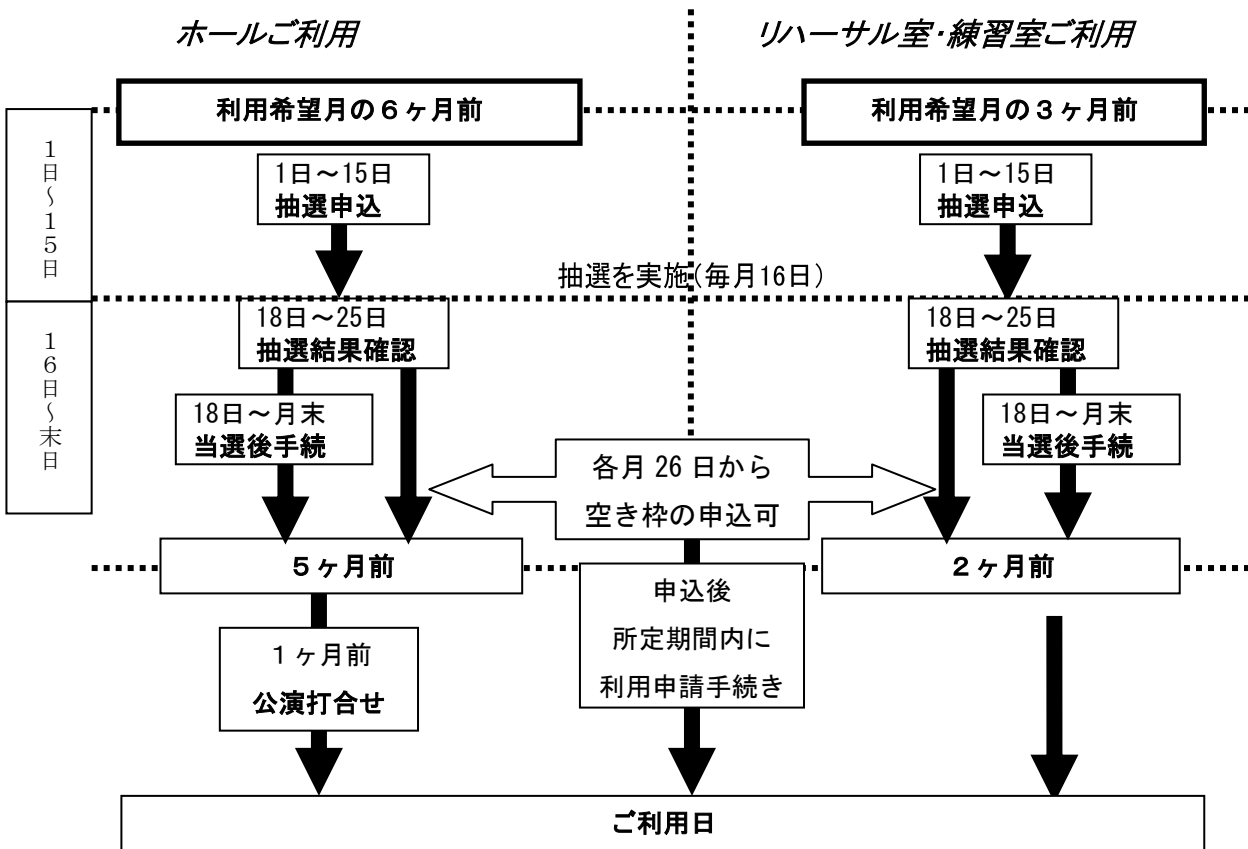 ホールご利用
リハーサル室・練習室ご利用
利用希望月の６ヶ月前
利用希望月の３ヶ月前
1日～15日
1日～15日
抽選申込
1日～15日
抽選申込
抽選を実施(毎月16日)
16日～末日
18日～25日
抽選結果確認
18日～25日
抽選結果確認
18日～月末
当選後手続
18日～月末
当選後手続
各月 26 日から
空き枠の申込可
５ヶ月前
２ヶ月前
申込後
所定期間内に
利用申請手続き
１ヶ月前
公演打合せ
ご利用日